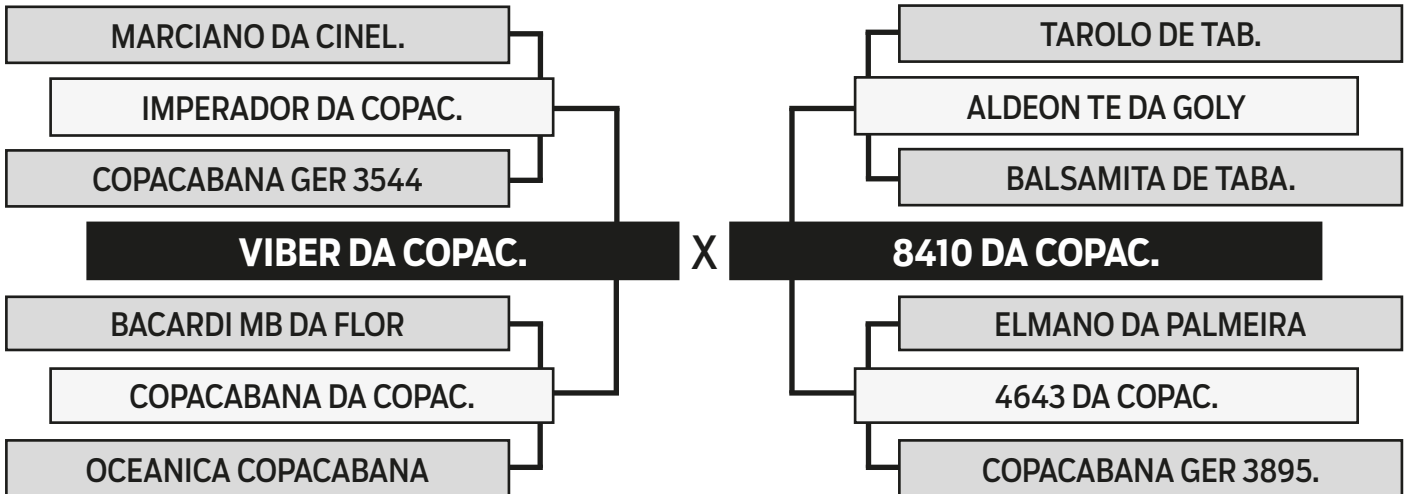 MARCIANO DA CINEL.
IMPERADOR DA COPAC.
COPACABANA GER 3544
VIBER DA COPAC.
BACARDI MB DA FLOR
COPACABANA DA COPAC.
OCEANICA COPACABANA
X
TAROLO DE TAB.
ALDEON TE DA GOLY
BALSAMITA DE TABA.
8410 DA COPAC.
ELMANO DA PALMEIRA
4643 DA COPAC.
COPACABANA GER 3895.